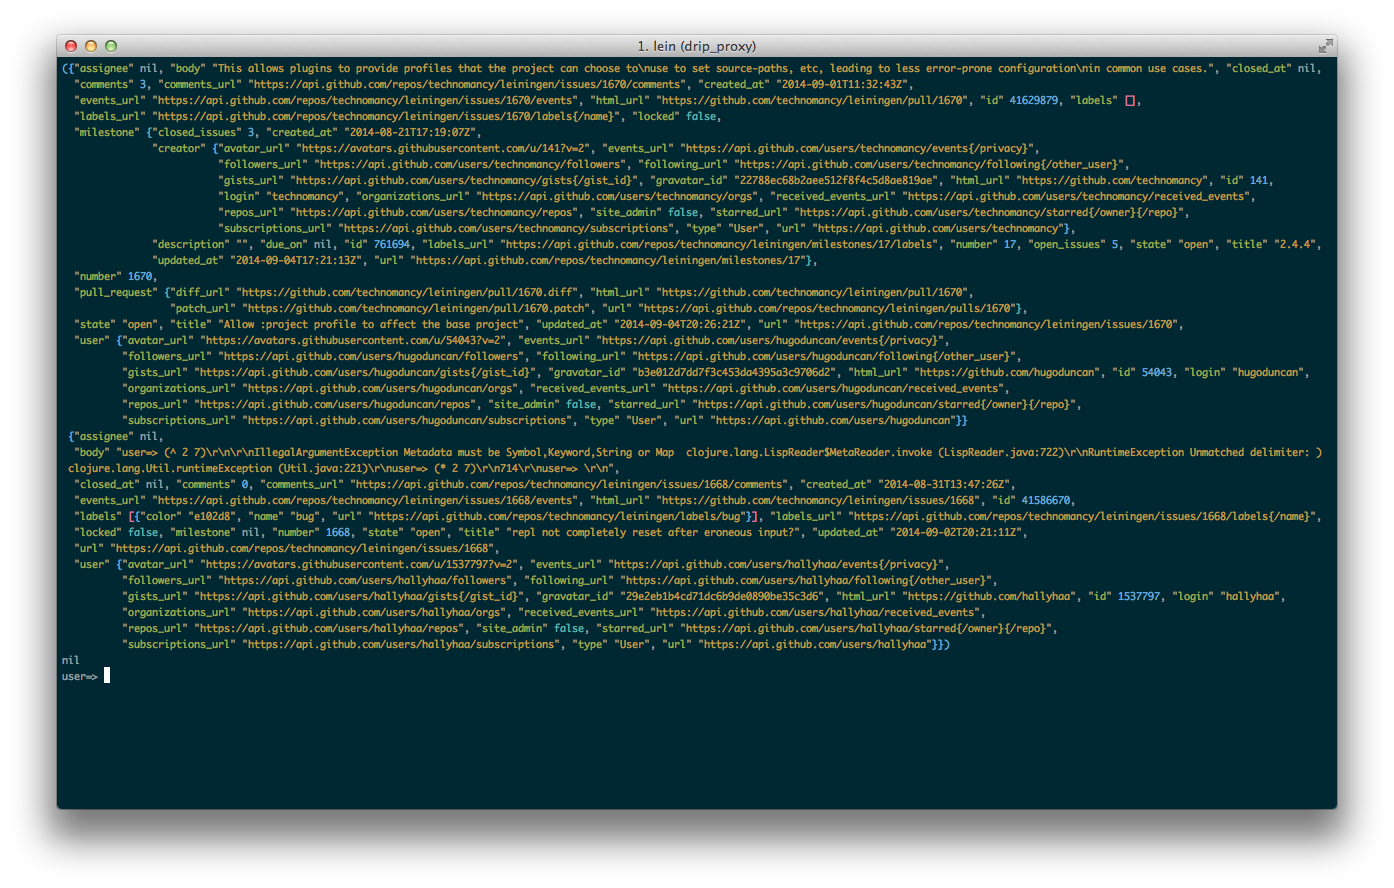 1. lein (drip_proxy)
({"assignee" nil, "body" "This allows plugins to provide profiles that the project can choose to\nuse to set source-paths, etc, leading to less error-prone configuration\nin common use cases.", "closed_at" nil,
"comments" 3, "comments_url" "https://api.github.com/repos/technomancy/leiningen/issues/1670/comments", "created_at" "2014-09-01T11:32:43Z",
"events_url" "https://api.github.com/repos/technomancy/leiningen/issues/1670/events", "html_url" "https://github.com/technomancy/leiningen/pull/1670", "id" 41629879, "labels" [],
"labels_url" "https://api.github.com/repos/technomancy/leiningen/issues/1670/labels{/name}", "locked" false,
"milestone" {"closed_issues" 3, "created_at" "2014-08-21T17:19:07Z",
"creator" {"avatar_url" "https://avatars.githubusercontent.com/u/141?v=2", "events_url" "https://api.github.com/users/technomancy/events{/privacy}",
"followers_url" "https://api.github.com/users/technomancy/followers", "following_url" "https://api.github.com/users/technomancy/following{/other_user}",
"gists_url" "https://api.github.com/users/technomancy/gists{/gist_id}", "gravatar_id" "22788ec68b2aee512f8f4c5d8ae819ae", "html_url" "https://github.com/technomancy", "id" 141,
"login" "technomancy", "organizations_url" "https://api.github.com/users/technomancy/orgs", "received_events_url" "https://api.github.com/users/technomancy/received_events",
"repos_url" "https://api.github.com/users/technomancy/repos", "site_admin" false, "starred_url" "https://api.github.com/users/technomancy/starred{/owner}{/repo}",
"subscriptions_url" "https://api.github.com/users/technomancy/subscriptions", "type" "User", "url" "https://api.github.com/users/technomancy"},
"description" "", "due_on" nil, "id" 761694, "labels_url" "https://api.github.com/repos/technomancy/leiningen/milestones/17/labels", "number" 17, "open_issues" 5, "state" "open", "title" "2.4.4",
"updated_at" "2014-09-04T17:21:13Z", "url" "https://api.github.com/repos/technomancy/leiningen/milestones/17"},
"number" 1670,
"pull_request" {"diff_url" "https://github.com/technomancy/leiningen/pull/1670.diff", "html_url" "https://github.com/technomancy/leiningen/pull/1670",
"patch_url" "https://github.com/technomancy/leiningen/pull/1670.patch", "url" "https://api.github.com/repos/technomancy/leiningen/pulls/1670"},
"state" "open", "title" "Allow :project profile to affect the base project", "updated_at" "2014-09-04T20:26:21Z", "url" "https://api.github.com/repos/technomancy/leiningen/issues/1670",
"user" {"avatar_url" "https://avatars.githubusercontent.com/u/54043?v=2", "events_url" "https://api.github.com/users/hugoduncan/events{/privacy}",
"followers_url" "https://api.github.com/users/hugoduncan/followers", "following_url" "https://api.github.com/users/hugoduncan/following{/other_user}",
"gists_url" "https://api.github.com/users/hugoduncan/gists{/gist_id}", "gravatar_id" "b3e012d7dd7f3c453da4395a3c9706d2", "html_url" "https://github.com/hugoduncan", "id" 54043, "login" "hugoduncan",
"organizations_url" "https://api.github.com/users/hugoduncan/orgs", "received_events_url" "https://api.github.com/users/hugoduncan/received_events",
"repos_url" "https://api.github.com/users/hugoduncan/repos", "site_admin" false, "starred_url" "https://api.github.com/users/hugoduncan/starred{/owner}{/repo}",
"subscriptions_url" "https://api.github.com/users/hugoduncan/subscriptions", "type" "User", "url" "https://api.github.com/users/hugoduncan"}}
{"assignee" nil,
"body" "user=> (^ 2 7)\r\n\r\nIllegalArgumentException Metadata must be Symbol,Keyword,String or Map  clojure.lang.LispReader$MetaReader.invoke (LispReader.java:722)\r\nRuntimeException Unmatched delimiter: )
clojure.lang.Util.runtimeException (Util.java:221)\r\nuser=> (* 2 7)\r\n714\r\nuser=> \r\n",
"closed_at" nil, "comments" 0, "comments_url" "https://api.github.com/repos/technomancy/leiningen/issues/1668/comments", "created_at" "2014-08-31T13:47:26Z",
"events_url" "https://api.github.com/repos/technomancy/leiningen/issues/1668/events", "html_url" "https://github.com/technomancy/leiningen/issues/1668", "id" 41586670,
"labels" [{"color" "e102d8", "name" "bug", "url" "https://api.github.com/repos/technomancy/leiningen/labels/bug"}], "labels_url" "https://api.github.com/repos/technomancy/leiningen/issues/1668/labels{/name}",
"locked" false, "milestone" nil, "number" 1668, "state" "open", "title" "repl not completely reset after eroneous input?", "updated_at" "2014-09-02T20:21:11Z",
"url" "https://api.github.com/repos/technomancy/leiningen/issues/1668",
"user" {"avatar_url" "https://avatars.githubusercontent.com/u/1537797?v=2", "events_url" "https://api.github.com/users/hallyhaa/events{/privacy}",
"followers_url" "https://api.github.com/users/hallyhaa/followers", "following_url" "https://api.github.com/users/hallyhaa/following{/other_user}",
"gists_url" "https://api.github.com/users/hallyhaa/gists{/gist_id}", "gravatar_id" "29e2eb1b4cd71dc6b9de0890be35c3d6", "html_url" "https://github.com/hallyhaa", "id" 1537797, "login" "hallyhaa",
"organizations_url" "https://api.github.com/users/hallyhaa/orgs", "received_events_url" "https://api.github.com/users/hallyhaa/received_events",
"repos_url" "https://api.github.com/users/hallyhaa/repos", "site_admin" false, "starred_url" "https://api.github.com/users/hallyhaa/starred{/owner}{/repo}",
"subscriptions_url" "https://api.github.com/users/hallyhaa/subscriptions", "type" "User", "url" "https://api.github.com/users/hallyhaa"}})
nil
user=>